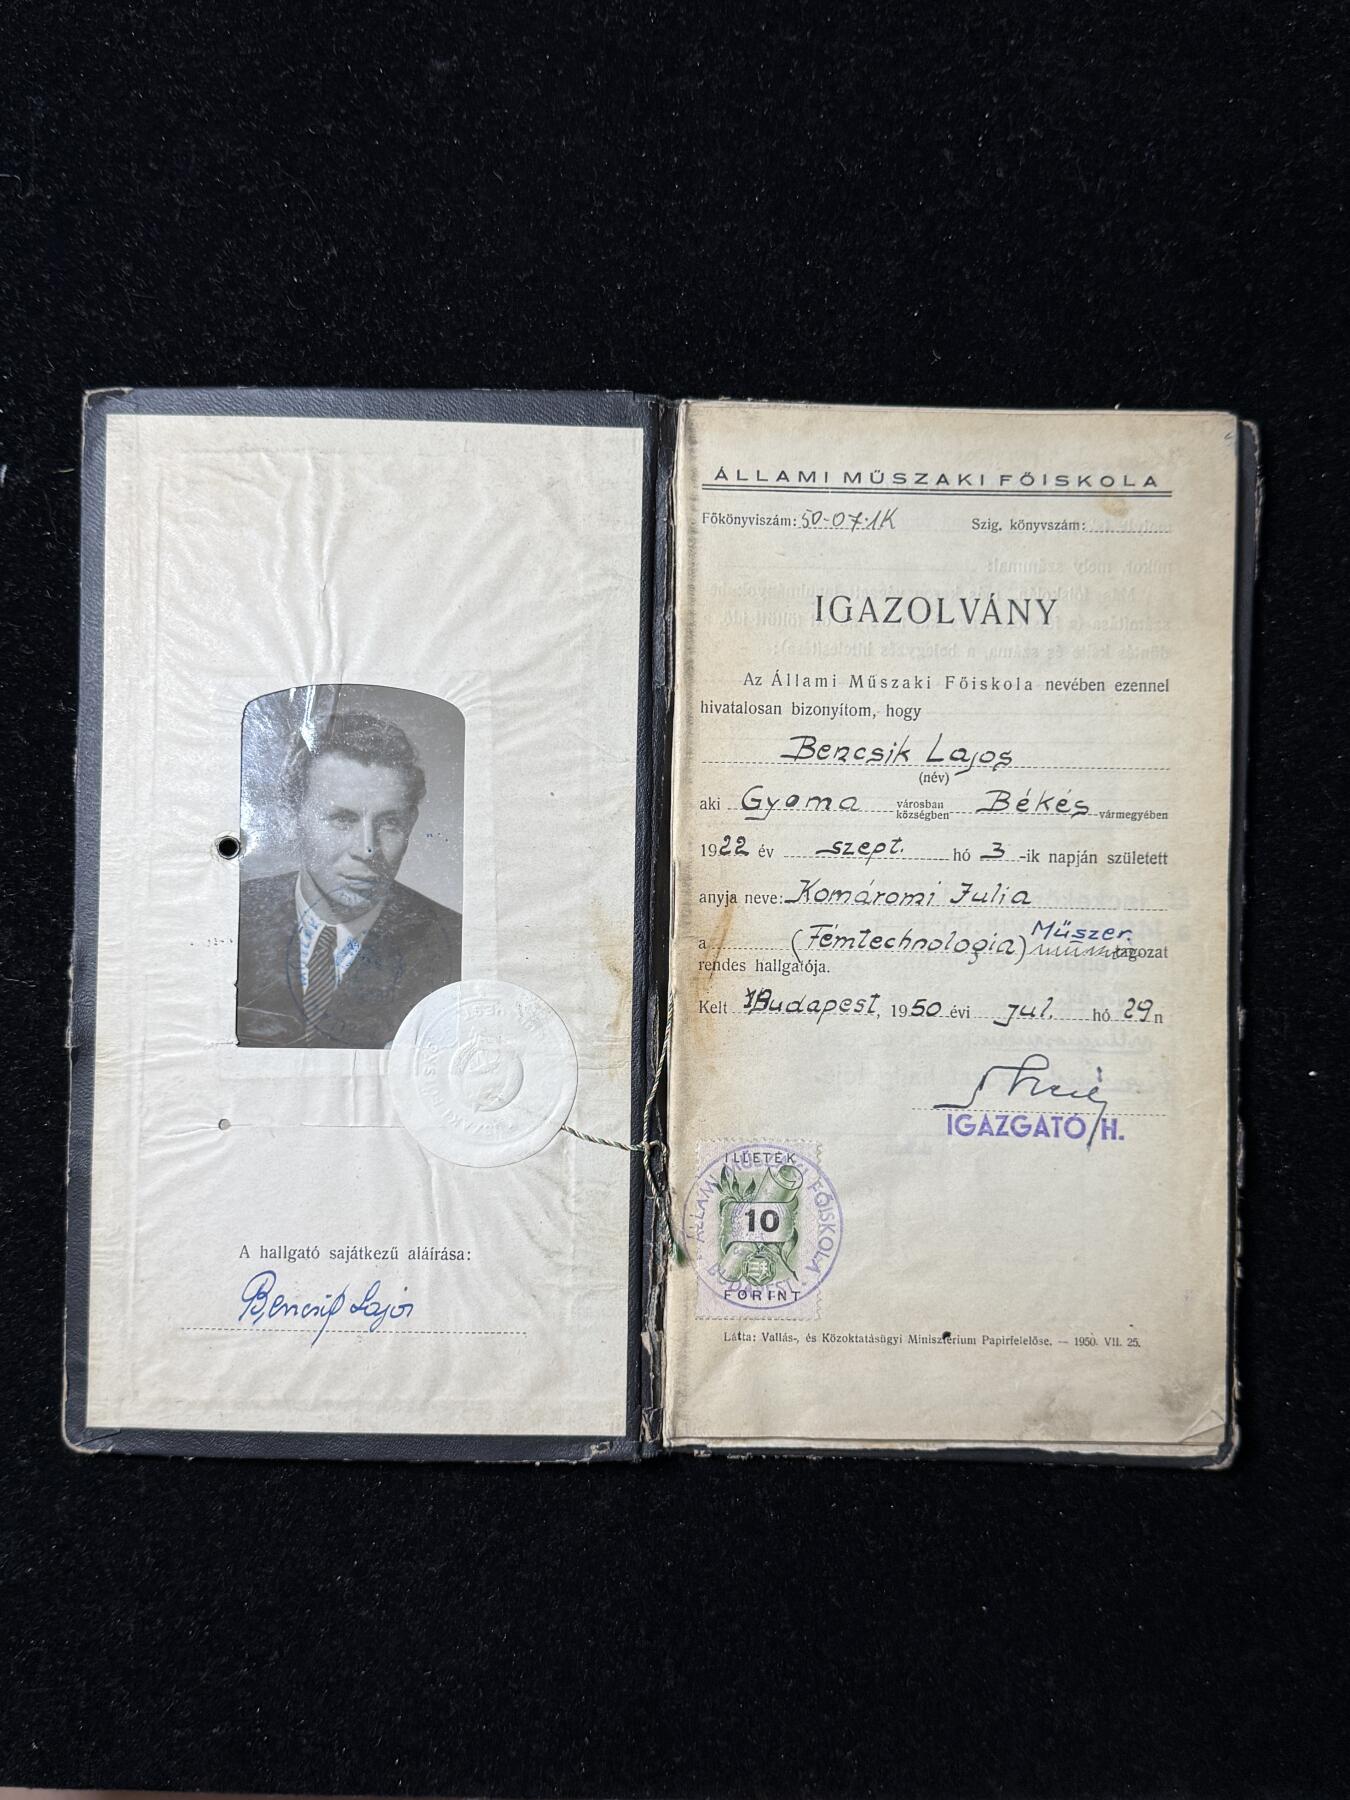 A hallgató sajátkezű aláírása:
Bencsik Lajos
ÁLLAMI MŰSZAKI FŐISKOLA
Főkönyviszám: 50-07.1K Szig. könyvszám:
IGAZOLVÁNY
Az Állami Műszaki Főiskola nevében ezennel
hivatalosan bizonyítom, hogy
Bencsik Lajos
(név)
aki Gyoma városban községben Békés vármegyében
1922 év szept. hó 3 -ik napján született
anyja neve: Komáromi Julia
a (Fémtechnologia) Műszer tagozat
rendes hallgatója.
Kelt Budapest, 1950 évi jul. hó 29n
IGAZGATÓ H.
ILLETÉK
10
FORINT
ÁLLAMI MŰSZAKI FŐISKOLA
BUDAPEST
Látta: Vallás-, és Közoktatásügyi Minisztérium Papirfelelőse. — 1950. VII. 25.